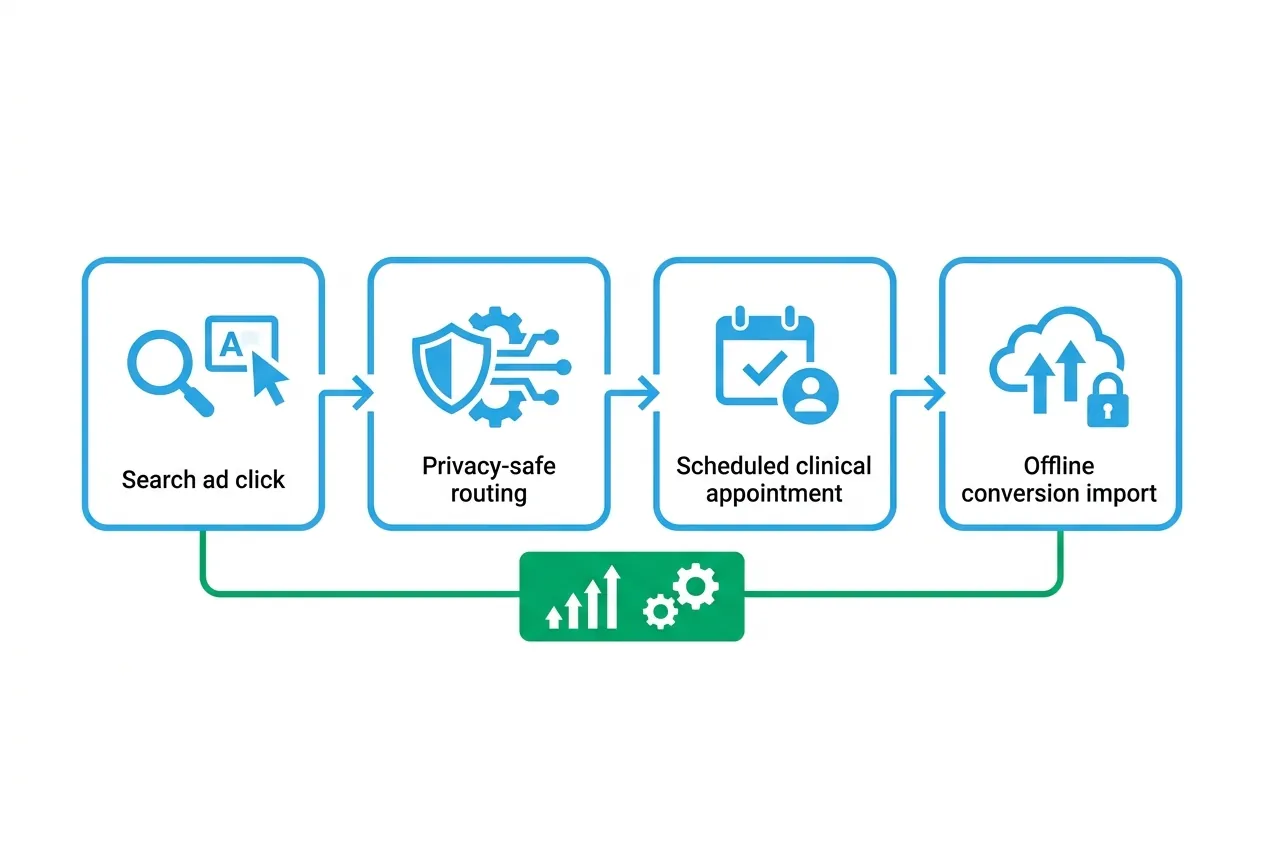 A
Search ad click
Privacy-safe
routing
Scheduled clinical
appointment
Offline
conversion import